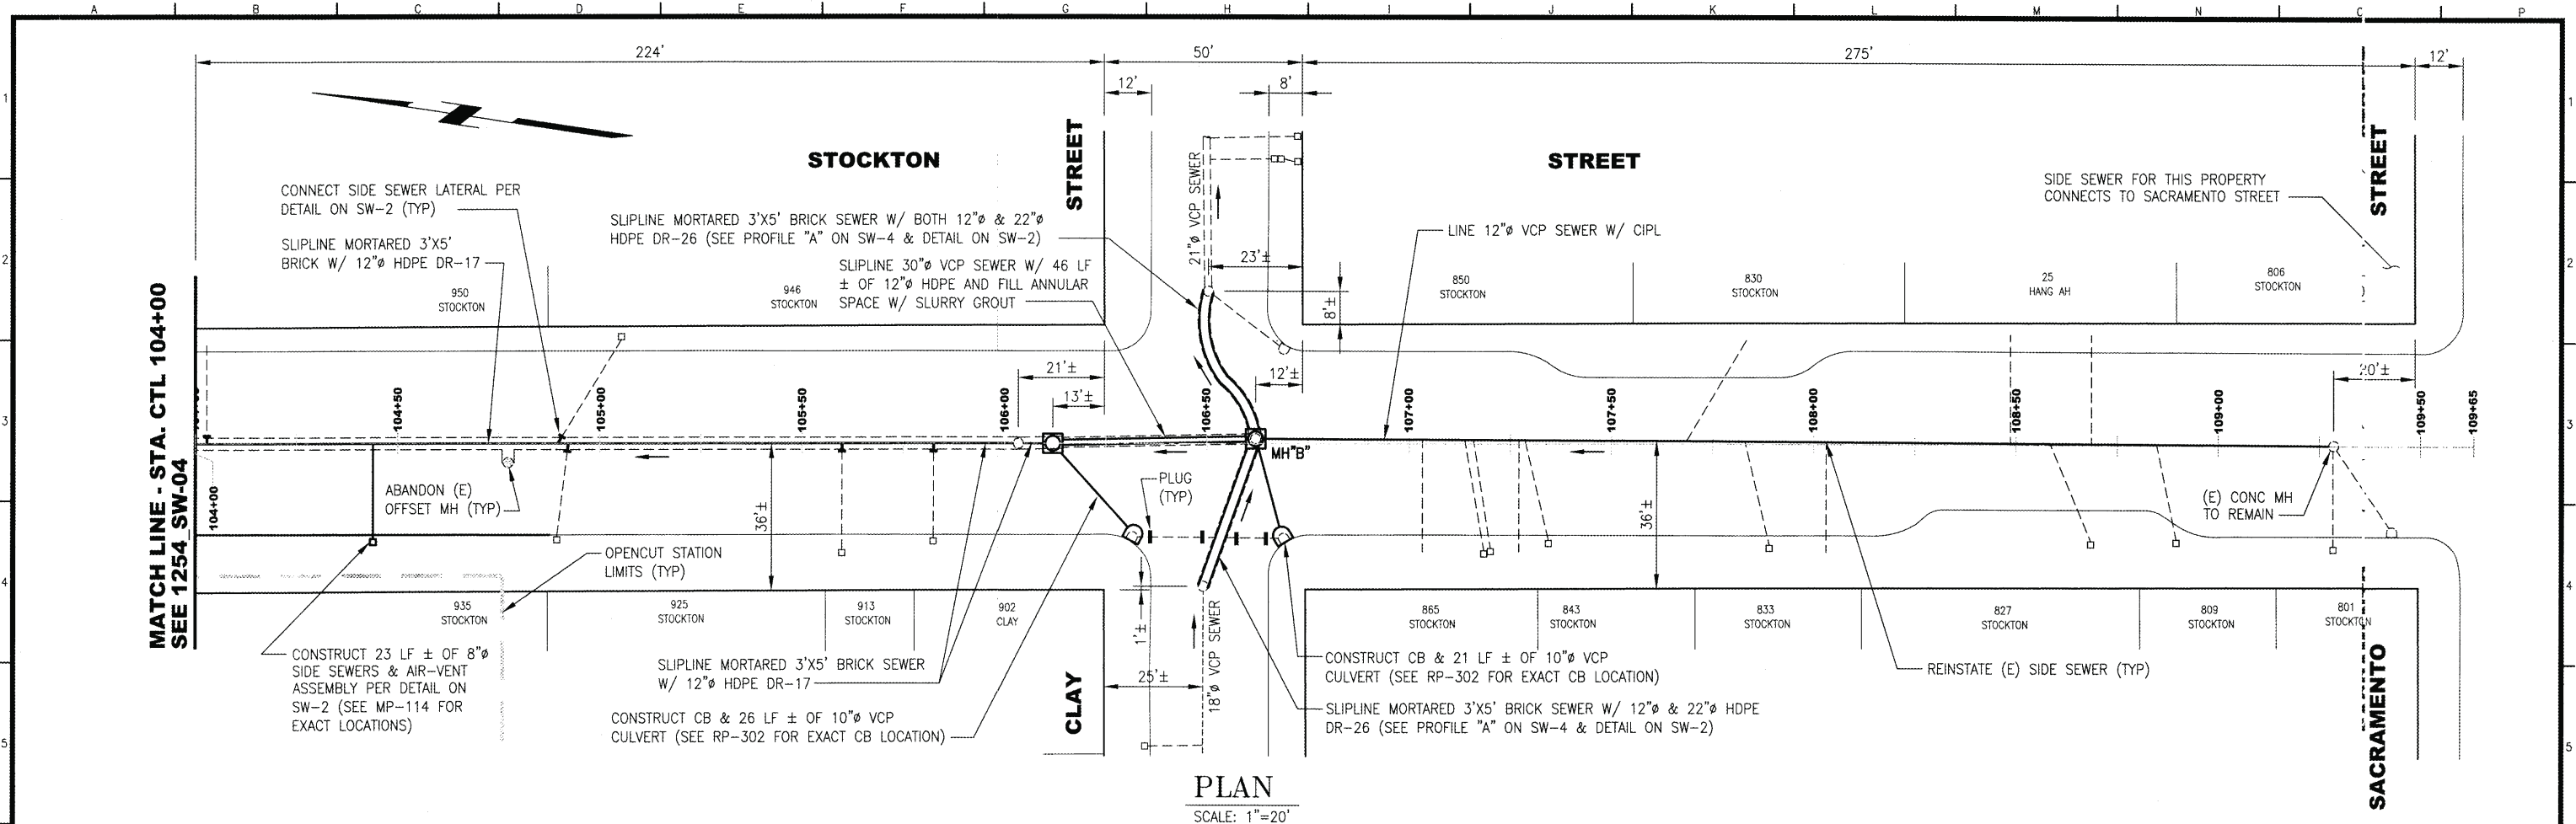 A B C D E F G H I J K L M N O P
224' 50' 275' 12'
12' 8'
1 1
STOCKTON
STREET
STREET
STREET
CONNECT SIDE SEWER LATERAL PER
DETAIL ON SW-2 (TYP)
SLIPLINE MORTARED 3'X5'
BRICK W/ 12"ø HDPE DR-17
SLIPLINE MORTARED 3'X5' BRICK SEWER W/ BOTH 12"ø & 22"ø
HDPE DR-26 (SEE PROFILE "A" ON SW-4 & DETAIL ON SW-2)
SLIPLINE 30"ø VCP SEWER W/ 46 LF
± OF 12"ø HDPE AND FILL ANNULAR
SPACE W/ SLURRY GROUT
21"ø VCP SEWER
LINE 12"ø VCP SEWER W/ CIPL
SIDE SEWER FOR THIS PROPERTY
CONNECTS TO SACRAMENTO STREET
2 2
23'±
8'±
950
STOCKTON
946
STOCKTON
850
STOCKTON
830
STOCKTON
25
HANG AH
806
STOCKTON
MATCH LINE - STA. CTL 104+00
SEE 1254_SW-04
21'±
13'±
12'±
20'±
3 3
104+00
104+50
105+00
105+50
106+00
106+50
107+00
107+50
108+00
108+50
109+00
109+50
109+65
MH"B"
PLUG
(TYP)
ABANDON (E)
OFFSET MH (TYP)
36'±
36'±
(E) CONC MH
TO REMAIN
OPENCUT STATION
LIMITS (TYP)
4 4
935
STOCKTON
925
STOCKTON
913
STOCKTON
902
CLAY
865
STOCKTON
843
STOCKTON
833
STOCKTON
827
STOCKTON
809
STOCKTON
801
STOCKTON
1'±
25'±
18"ø VCP SEWER
CLAY
SACRAMENTO
CONSTRUCT 23 LF ± OF 8"ø
SIDE SEWERS & AIR-VENT
ASSEMBLY PER DETAIL ON
SW-2 (SEE MP-114 FOR
EXACT LOCATIONS)
SLIPLINE MORTARED 3'X5' BRICK SEWER
W/ 12"ø HDPE DR-17
CONSTRUCT CB & 26 LF ± OF 10"ø VCP
CULVERT (SEE RP-302 FOR EXACT CB LOCATION)
CONSTRUCT CB & 21 LF ± OF 10"ø VCP
CULVERT (SEE RP-302 FOR EXACT CB LOCATION)
SLIPLINE MORTARED 3'X5' BRICK SEWER W/ 12"ø & 22"ø HDPE
DR-26 (SEE PROFILE "A" ON SW-4 & DETAIL ON SW-2)
REINSTATE (E) SIDE SEWER (TYP)
5 5
PLAN
SCALE: 1"=20'